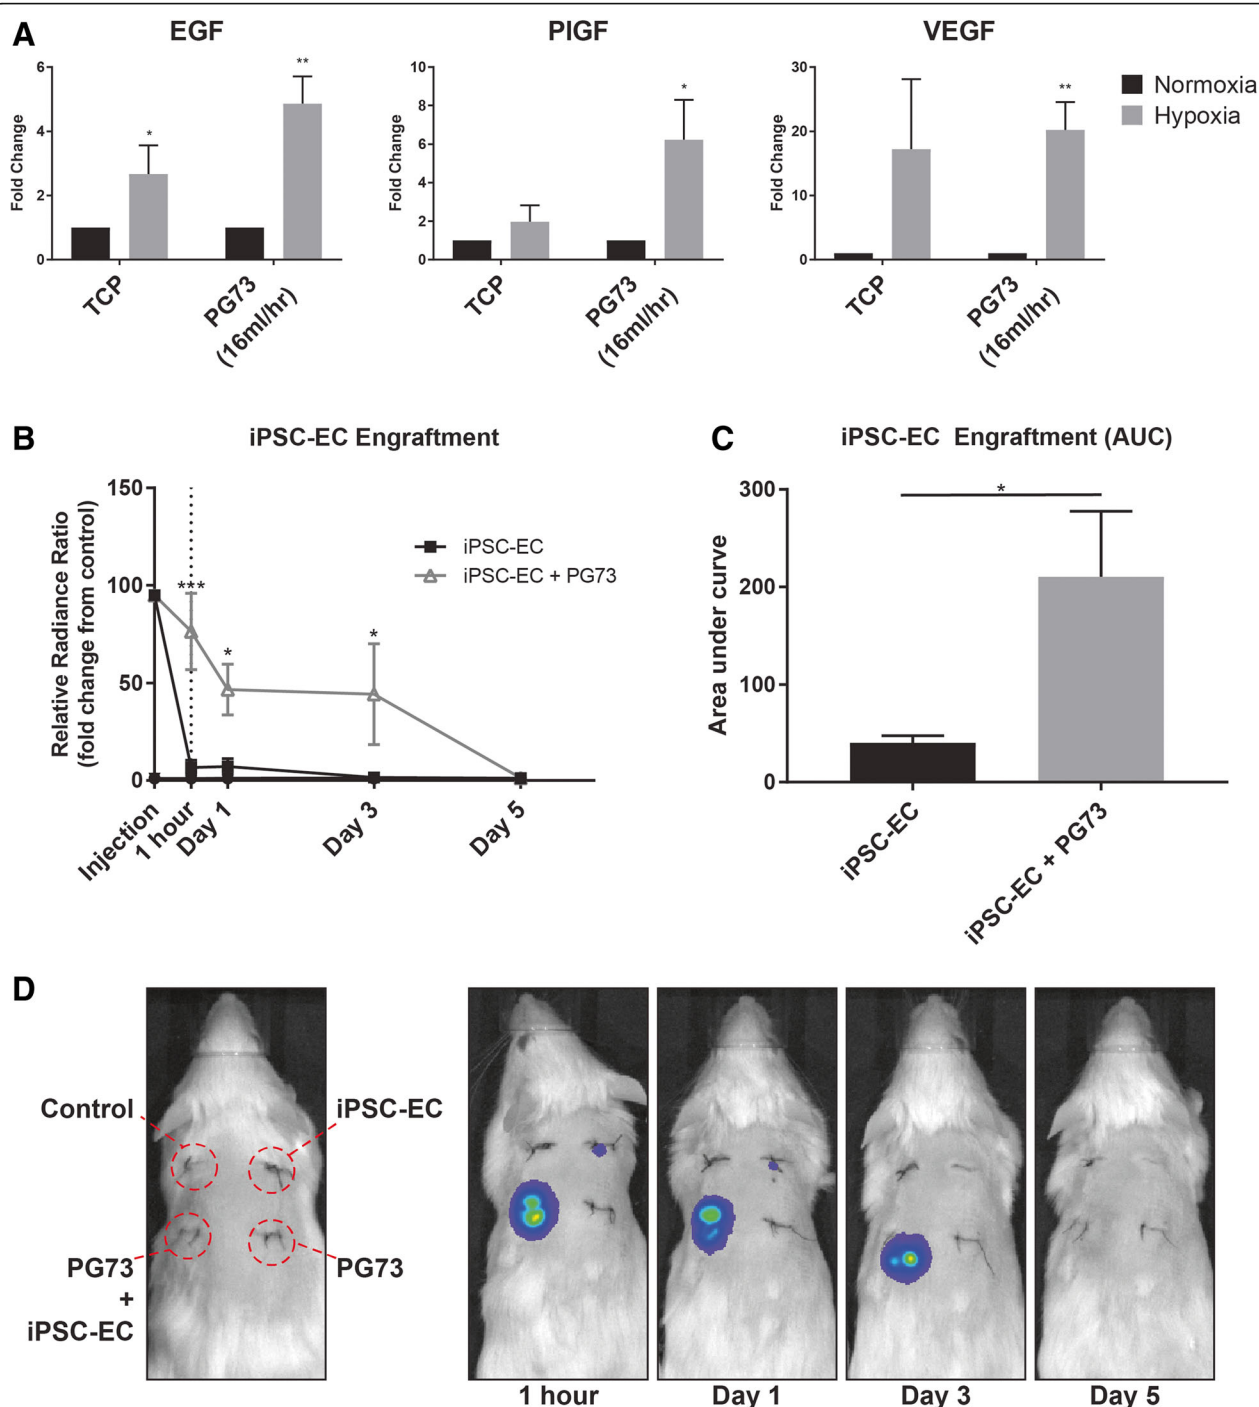 A
EGF
PIGF
VEGF
6
4
2
0
Fold Change
*
**
TCP
PG73
(16ml/hr)
10
8
6
4
2
0
Fold Change
*
TCP
PG73
(16ml/hr)
30
20
10
0
Fold Change
**
TCP
PG73
(16ml/hr)
Normoxia
Hypoxia
B
iPSC-EC Engraftment
Relative Radiance Ratio
(fold change from control)
150
100
50
0
***
*
*
iPSC-EC
iPSC-EC + PG73
Injection
1 hour
Day 1
Day 3
Day 5
C
iPSC-EC Engraftment (AUC)
Area under curve
300
200
100
0
*
iPSC-EC
iPSC-EC + PG73
D
Control
iPSC-EC
PG73
+
iPSC-EC
PG73
1 hour
Day 1
Day 3
Day 5